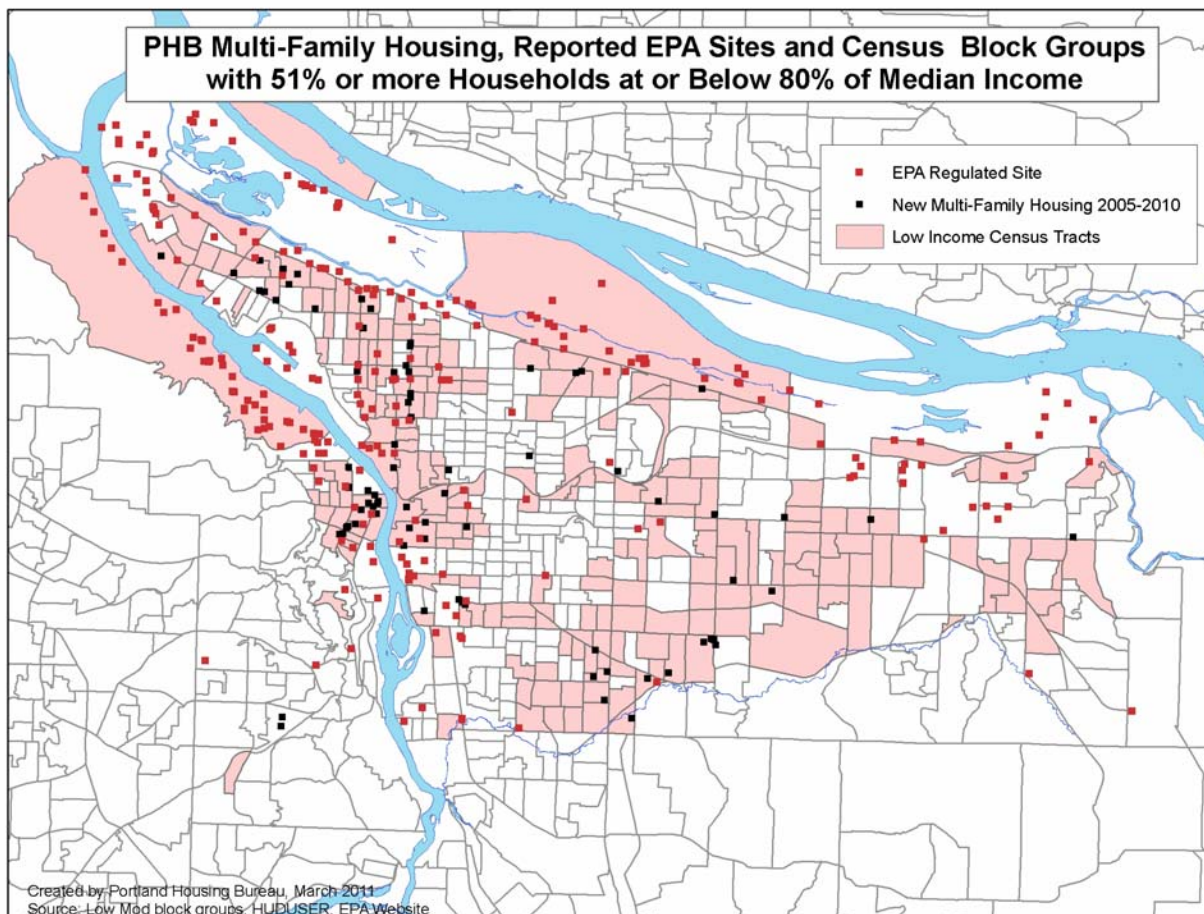 PHB Multi-Family Housing, Reported EPA Sites and Census Block Groups
with 51% or more Households at or Below 80% of Median Income
EPA Regulated Site
New Multi-Family Housing 2005-2010
Low Income Census Tracts
Created by Portland Housing Bureau, March 2011
Source: Low Mod block groups, HUDUSER, EPA Website